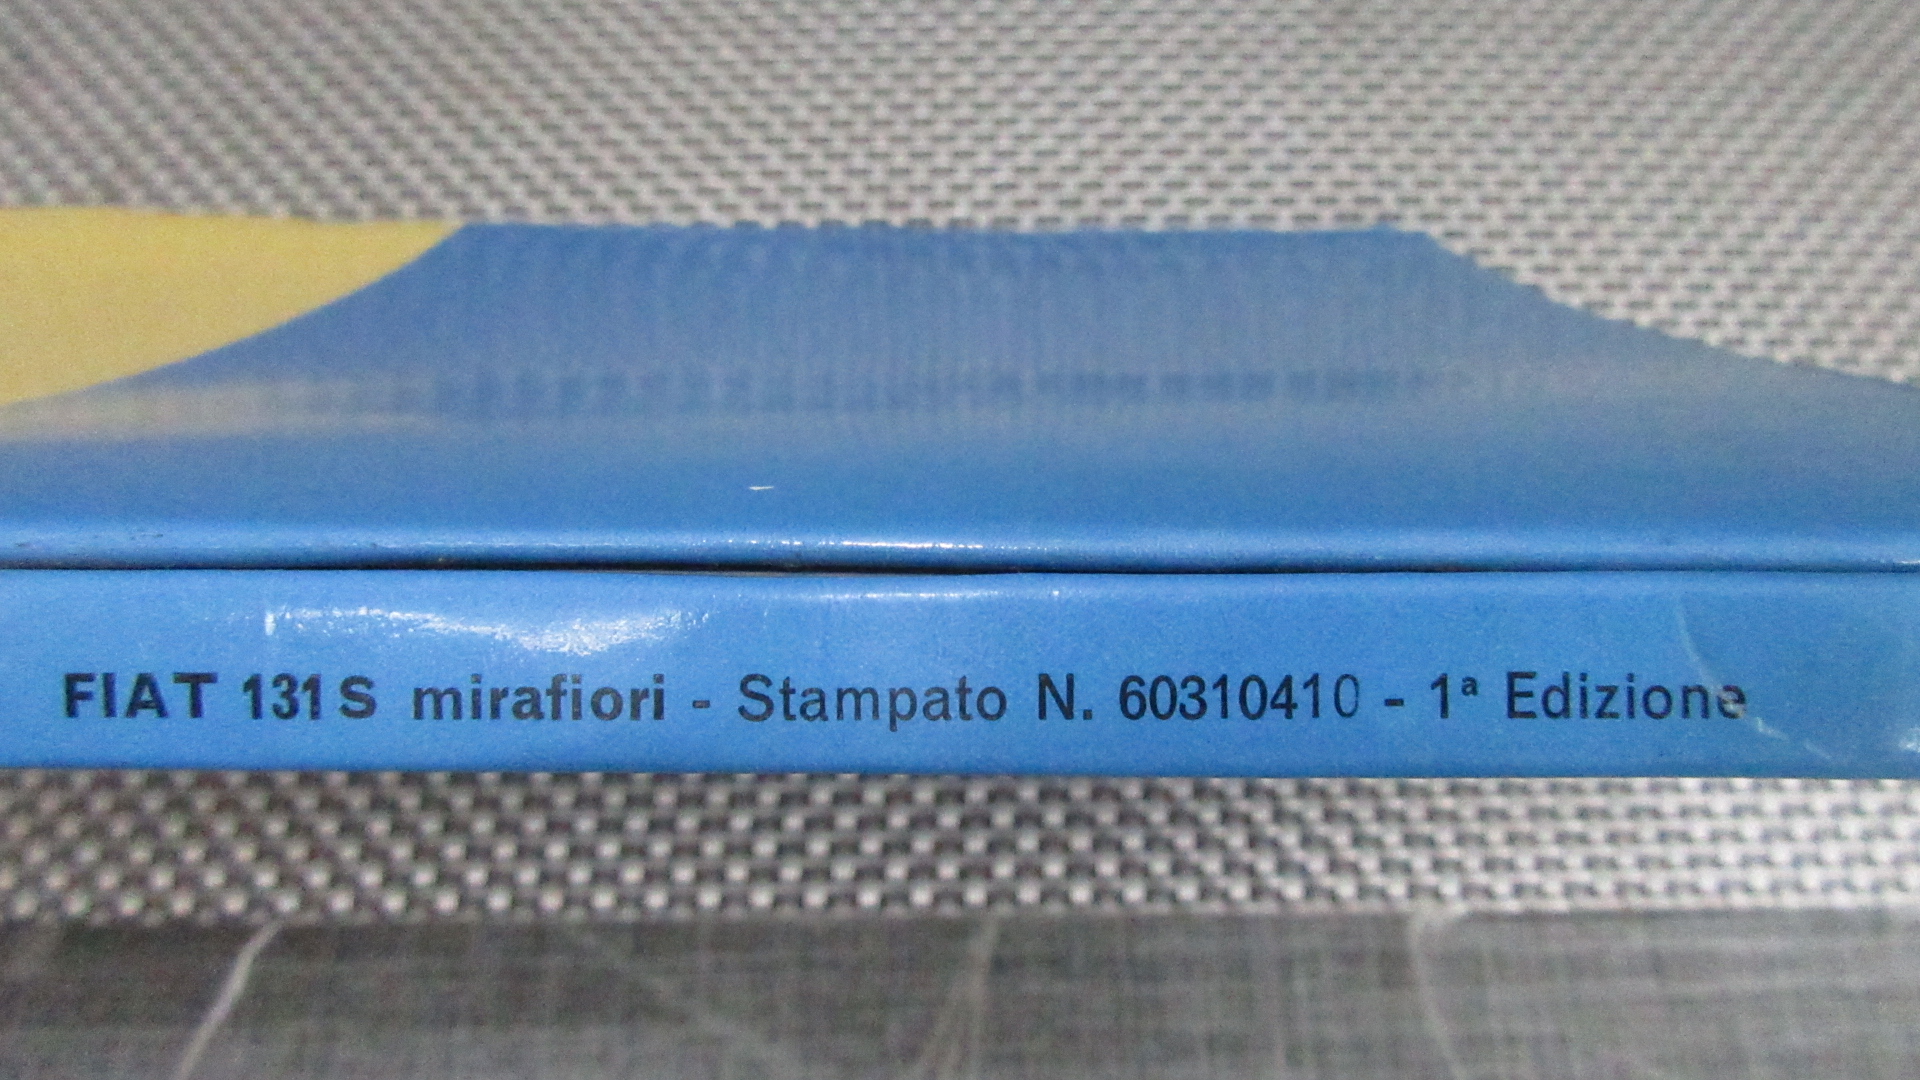 FIAT 131 S mirafiori - Stampato N. 60310410 - 1ª Edizione